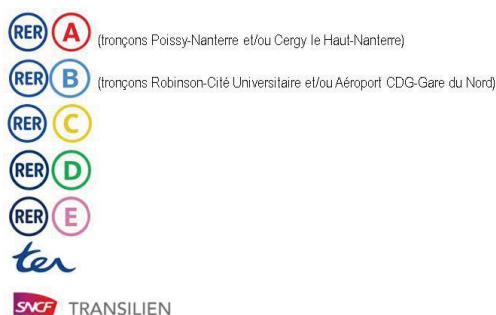 RER A (tronçons Poissy-Nanterre et/ou Cergy le Haut-Nanterre)
RER B (tronçons Robinson-Cité Universitaire et/ou Aéroport CDG-Gare du Nord)
RER C
RER D
RER E
ter
SNCF TRANSILIEN